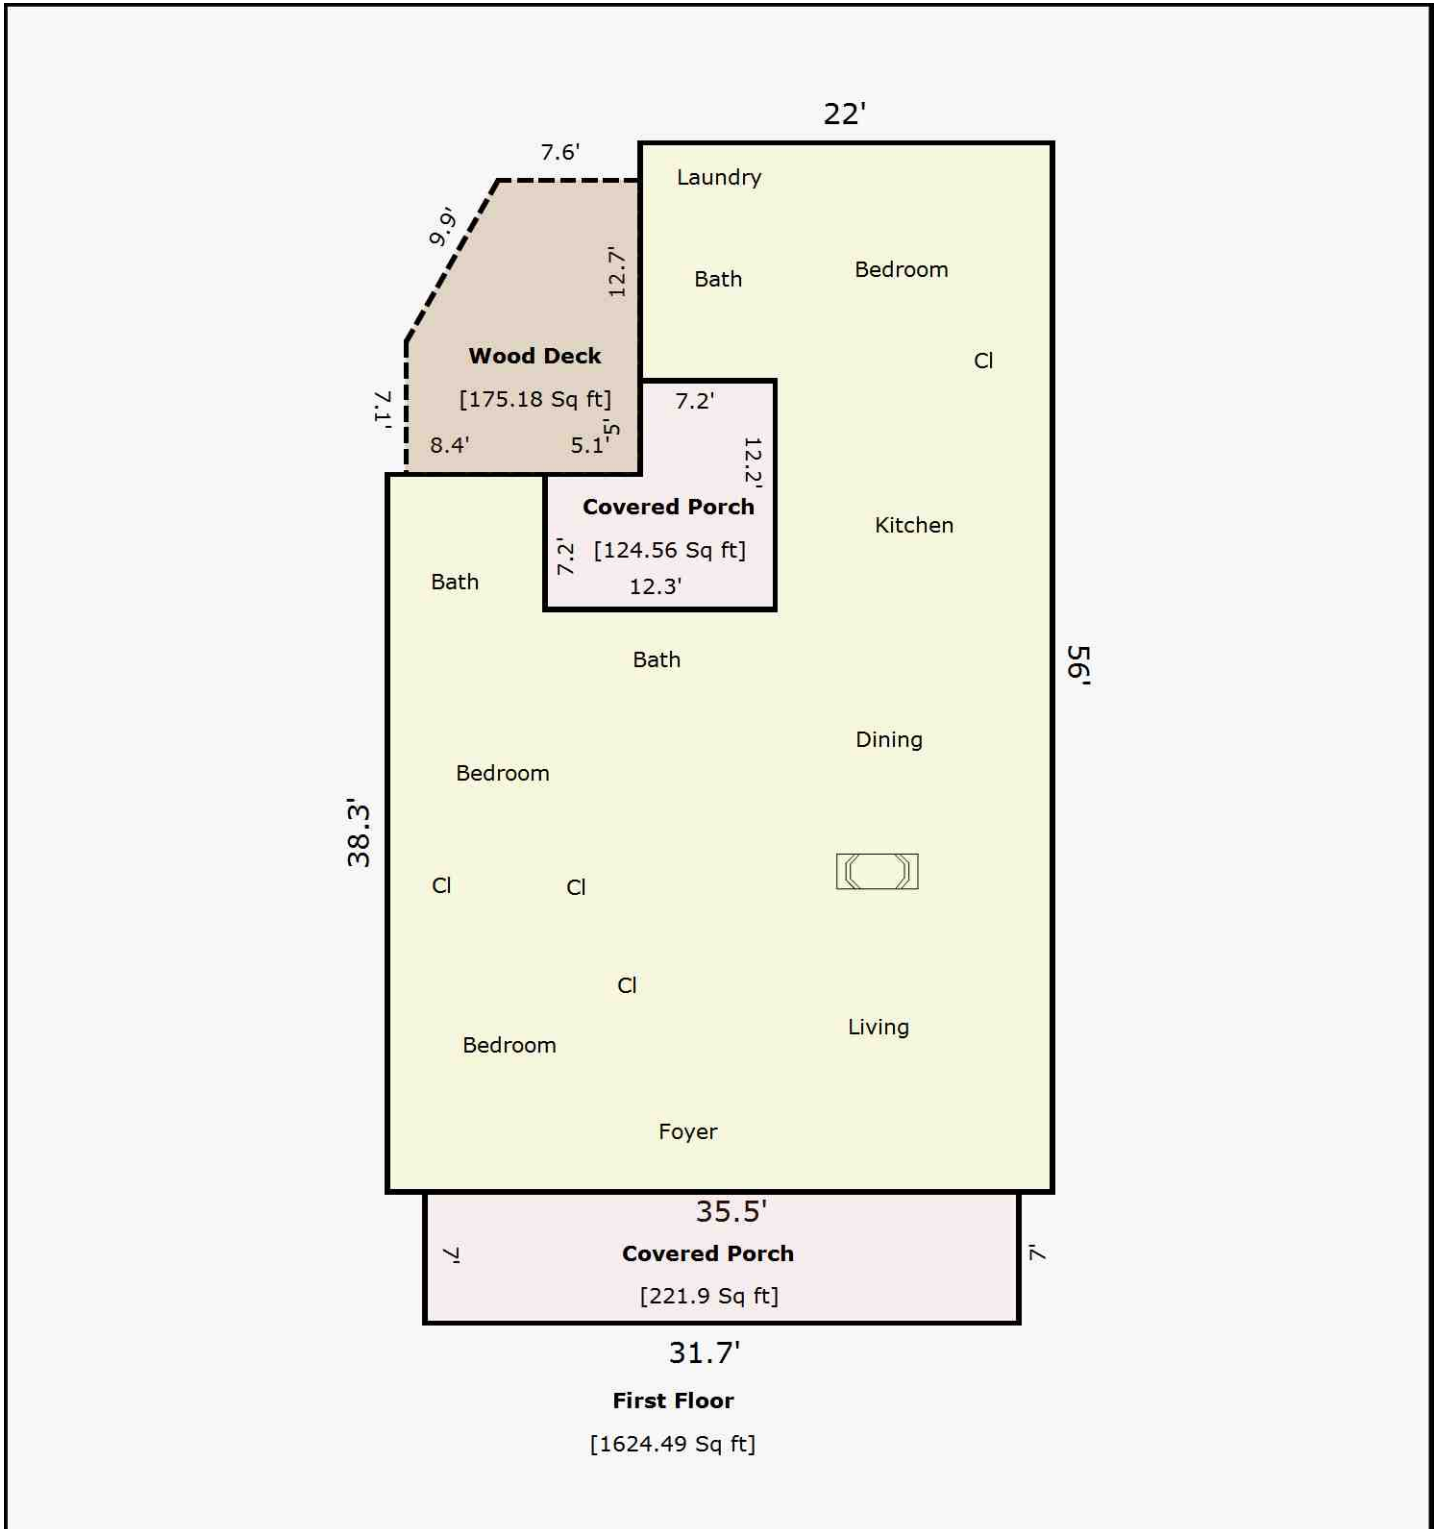 22'
7.6'
Laundry
9.9'
12.7'
Bath
Bedroom
Wood Deck
Cl
[175.18 Sq ft]
7.1'
7.2'
5'
8.4'
5.1'
12.2'
Covered Porch
Kitchen
[124.56 Sq ft]
7.2'
12.3'
Bath
Bath
56'
Dining
Bedroom
38.3'
Cl
Cl
Cl
Living
Bedroom
Foyer
35.5'
7'
Covered Porch
7'
[221.9 Sq ft]
31.7'
First Floor
[1624.49 Sq ft]